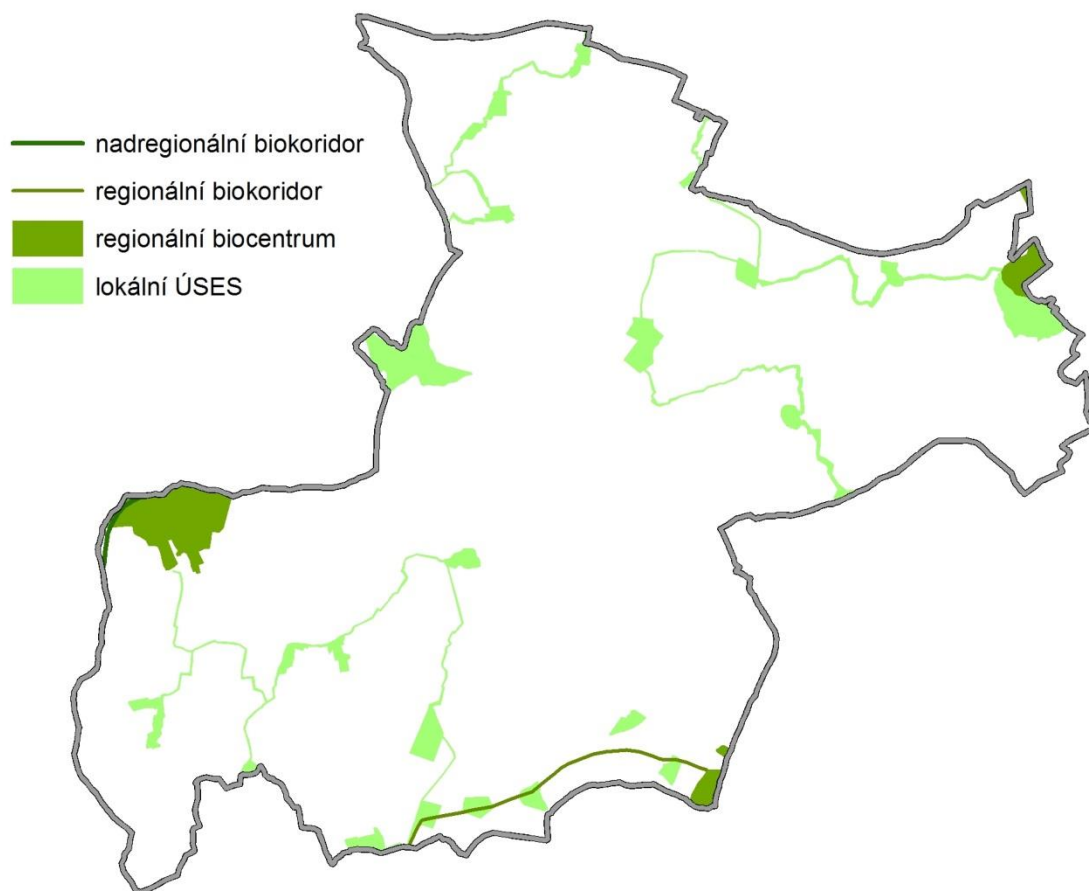 nadregionální biokoridor
regionální biokoridor
regionální biocentrum
lokální ÚSES